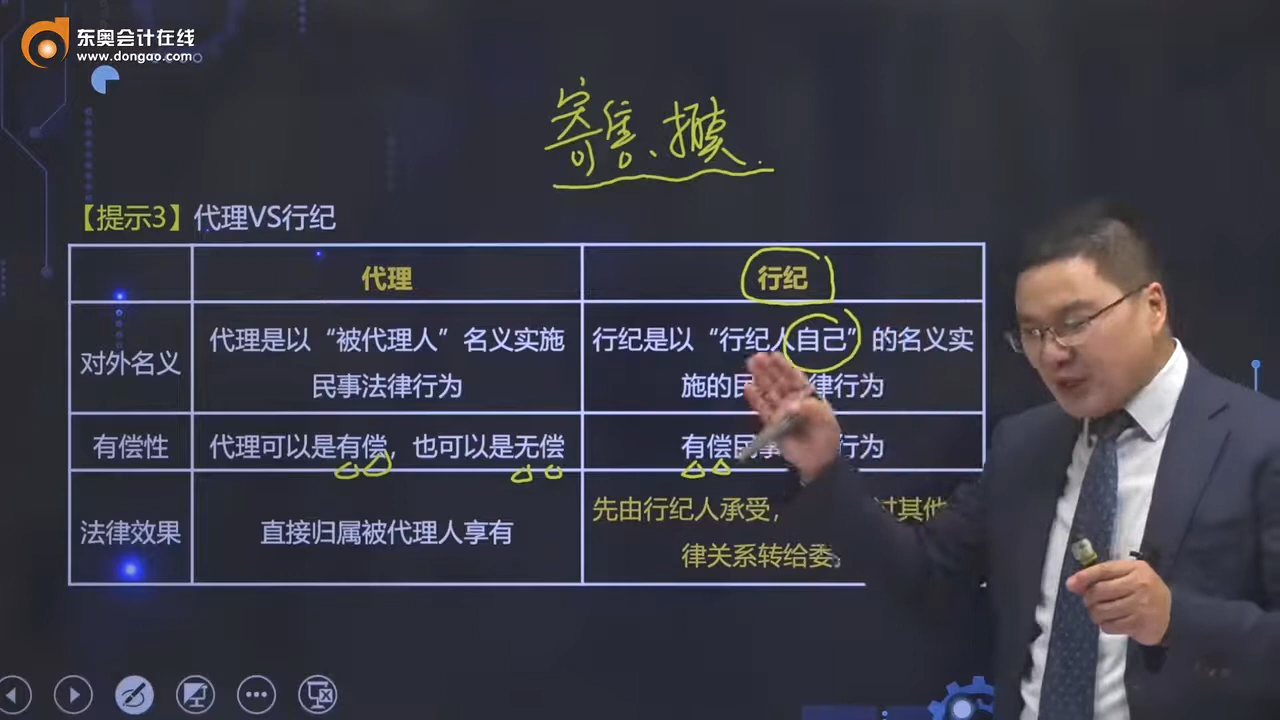 东奥会计在线
www.dongao.com
寄售、
【提示3】代理VS行纪
代理
行纪
对外名义
代理是以“被代理人”名义实施
民事法律行为
行纪是以“行纪人自己”的名义实
施的民 律行为
有偿性
代理可以是有偿，也可以是无偿
有偿民事 行为
法律效果
直接归属被代理人享有
先由行纪人承受， 过其他
律关系转给委